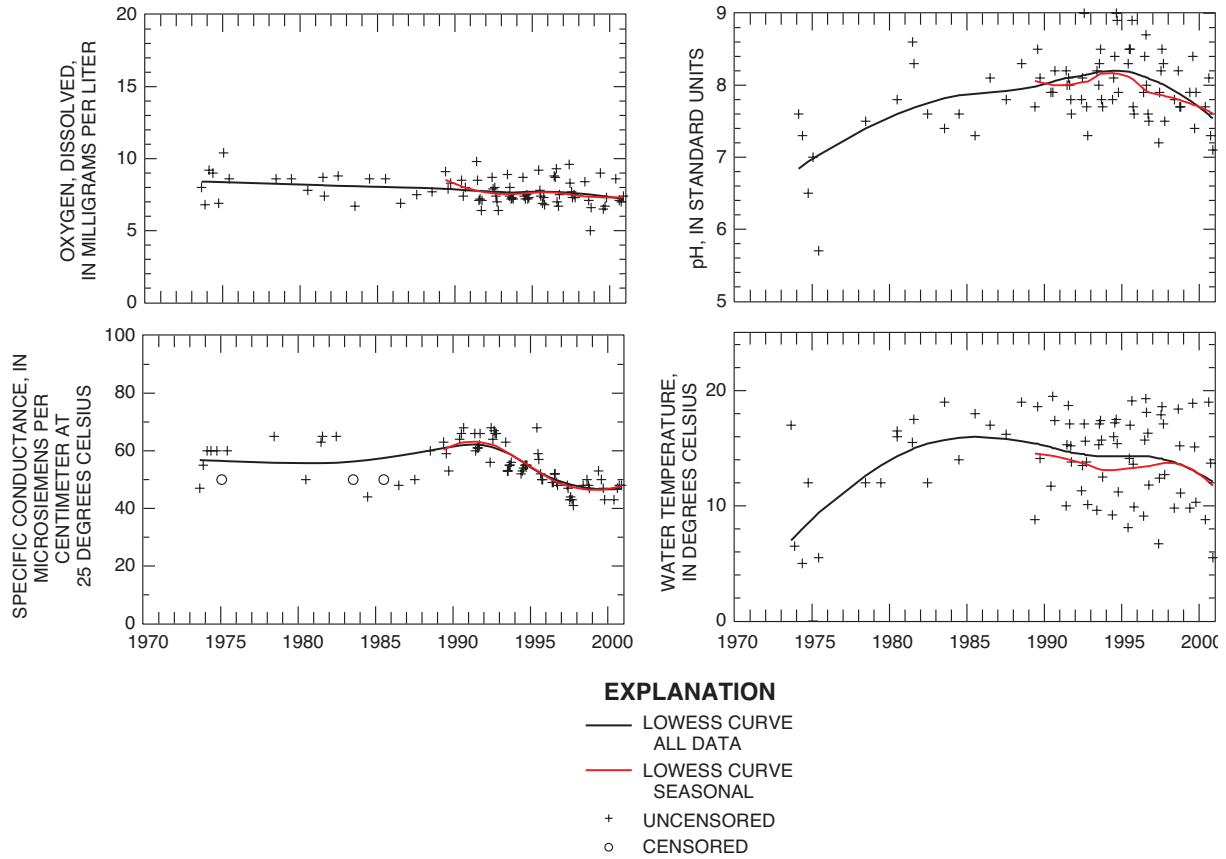 OXYGEN, DISSOLVED,
IN MILLIGRAMS PER LITER
20
15
10
5
0
pH, IN STANDARD UNITS
9
8
7
6
5
SPECIFIC CONDUCTANCE, IN
MICROSIEMENS PER
CENTIMETER AT
25 DEGREES CELSIUS
100
80
60
40
20
0
1970 1975 1980 1985 1990 1995 2000
WATER TEMPERATURE,
IN DEGREES CELSIUS
20
10
0
1970 1975 1980 1985 1990 1995 2000
EXPLANATION
LOWESS CURVE
ALL DATA
LOWESS CURVE
SEASONAL
UNCENSORED
CENSORED